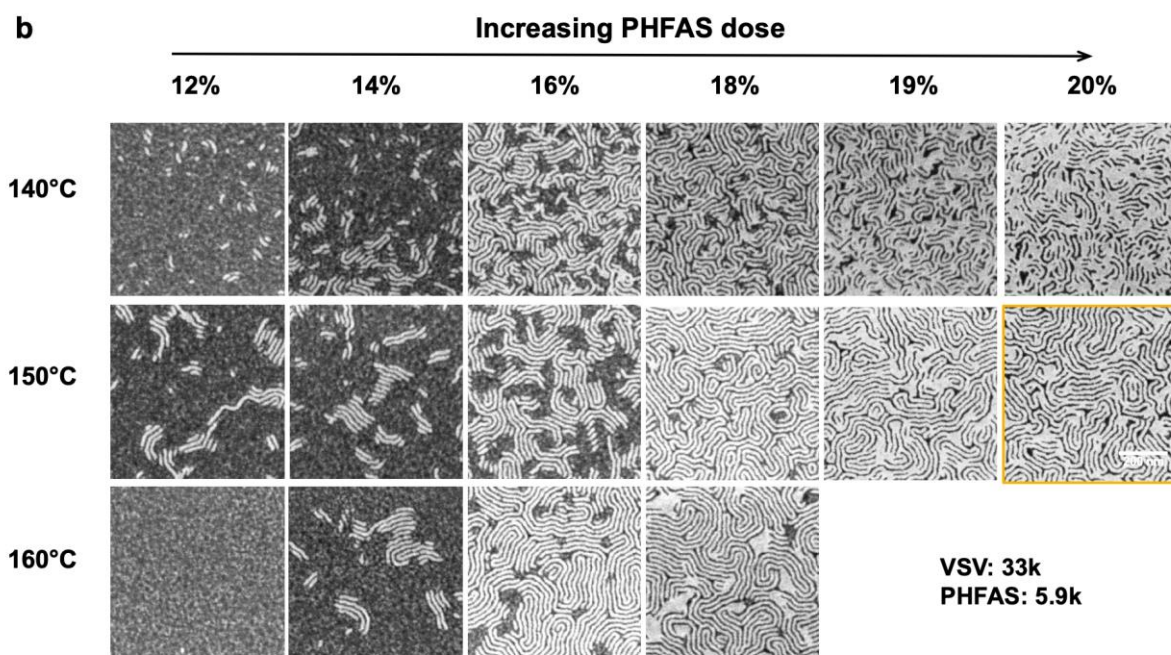 b
Increasing PHFAS dose
12% 14% 16% 18% 19% 20%
140°C
150°C
160°C
VSV: 33k
PHFAS: 5.9k